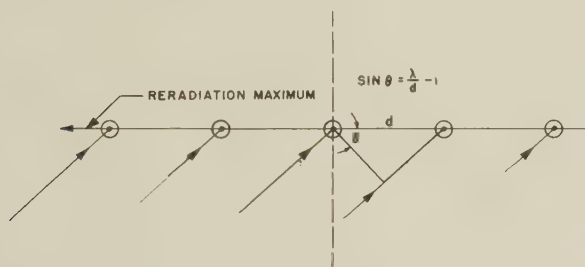 SIN θ = λ/d - 1
RERADIATION MAXIMUM
d
θ